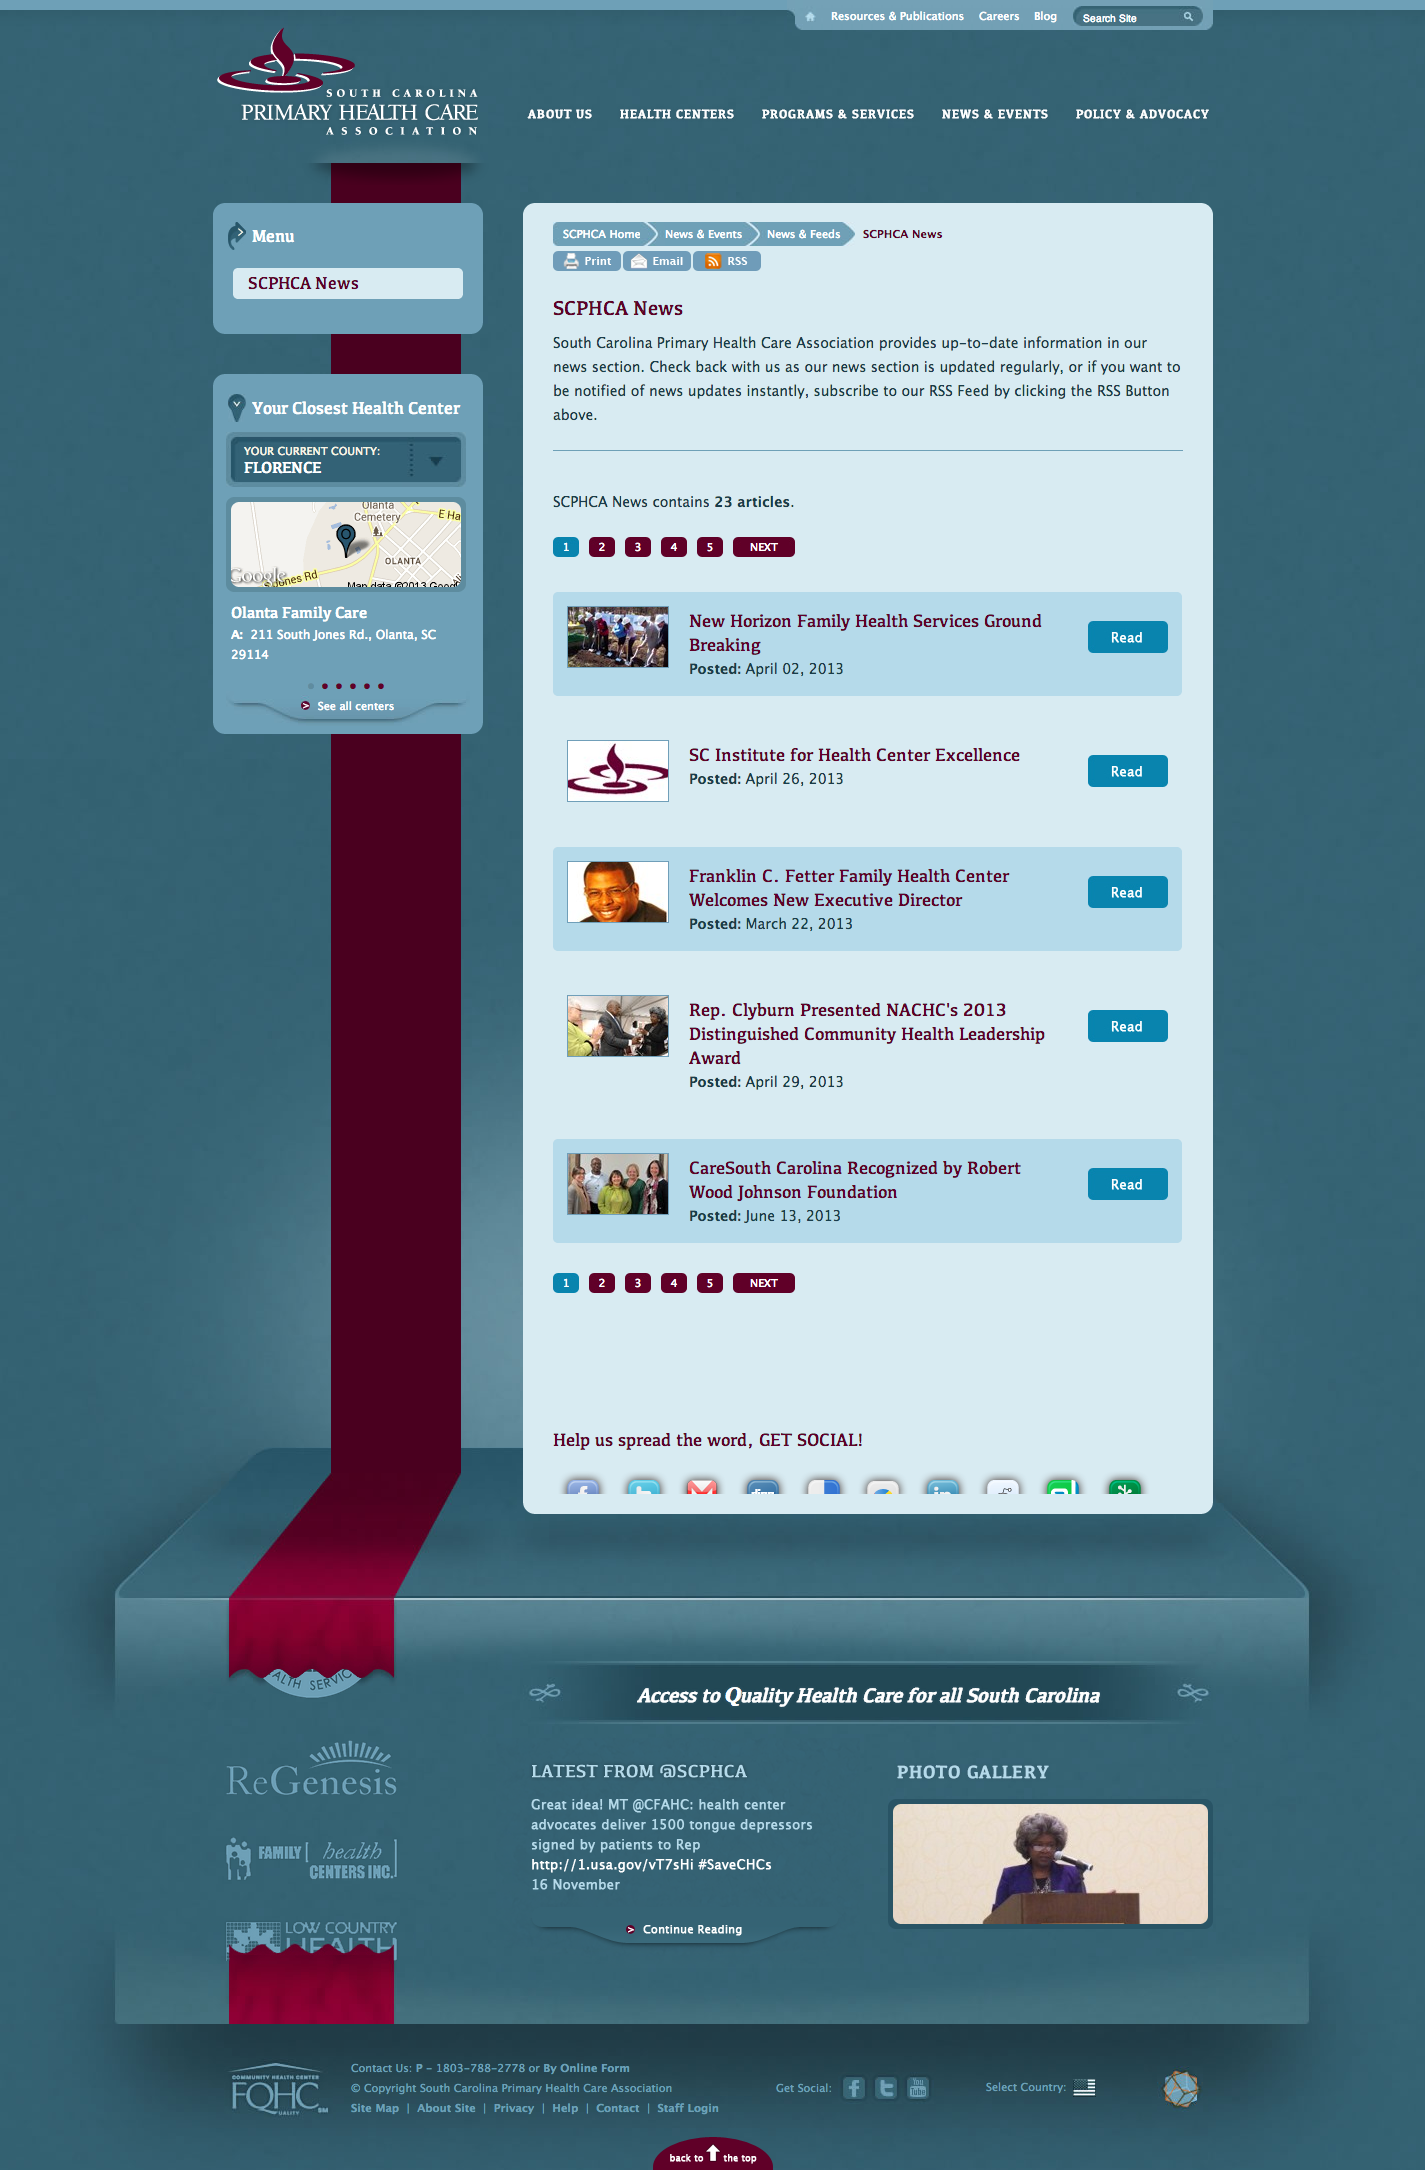 Resources & Publications Careers Blog Search Site
SOUTH CAROLINA
PRIMARY HEALTH CARE
ASSOCIATION
ABOUT US HEALTH CENTERS PROGRAMS & SERVICES NEWS & EVENTS POLICY & ADVOCACY
Menu
SCPHCA News
Your Closest Health Center
YOUR CURRENT COUNTY:
FLORENCE
Olanta
Cemetery
E Ha
OLANTA
S Jones Rd
Google
Map data ©2013 Google
Olanta Family Care
A: 211 South Jones Rd., Olanta, SC
29114
See all centers
SCPHCA Home News & Events News & Feeds SCPHCA News
Print Email RSS
SCPHCA News
South Carolina Primary Health Care Association provides up-to-date information in our
news section. Check back with us as our news section is updated regularly, or if you want to
be notified of news updates instantly, subscribe to our RSS Feed by clicking the RSS Button
above.
SCPHCA News contains 23 articles.
1 2 3 4 5 NEXT
New Horizon Family Health Services Ground
Breaking
Posted: April 02, 2013
Read
SC Institute for Health Center Excellence
Posted: April 26, 2013
Read
Franklin C. Fetter Family Health Center
Welcomes New Executive Director
Posted: March 22, 2013
Read
Rep. Clyburn Presented NACHC's 2013
Distinguished Community Health Leadership
Award
Posted: April 29, 2013
Read
CareSouth Carolina Recognized by Robert
Wood Johnson Foundation
Posted: June 13, 2013
Read
1 2 3 4 5 NEXT
Help us spread the word, GET SOCIAL!
ALTH SERVIC
ReGenesis
FAMILY health
CENTERS INC.
LOW COUNTRY
HEALTH
Access to Quality Health Care for all South Carolina
LATEST FROM @SCPHCA
Great idea! MT @CFAHC: health center
advocates deliver 1500 tongue depressors
signed by patients to Rep
http://1.usa.gov/vT7sHi #SaveCHCs
16 November
Continue Reading
PHOTO GALLERY
COMMUNITY HEALTH CENTER
FQHC
QUALITY
SM
Contact Us: P - 1803-788-2778 or By Online Form
© Copyright South Carolina Primary Health Care Association
Site Map | About Site | Privacy | Help | Contact | Staff Login
Get Social:
You
Tube
Select Country:
back to the top